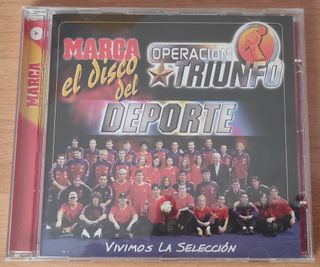 MARCA
MARCA
OPERACIÓN
TRIUNFO
el disco
del
DEPORTE
VIVIMOS LA SELECCIÓN